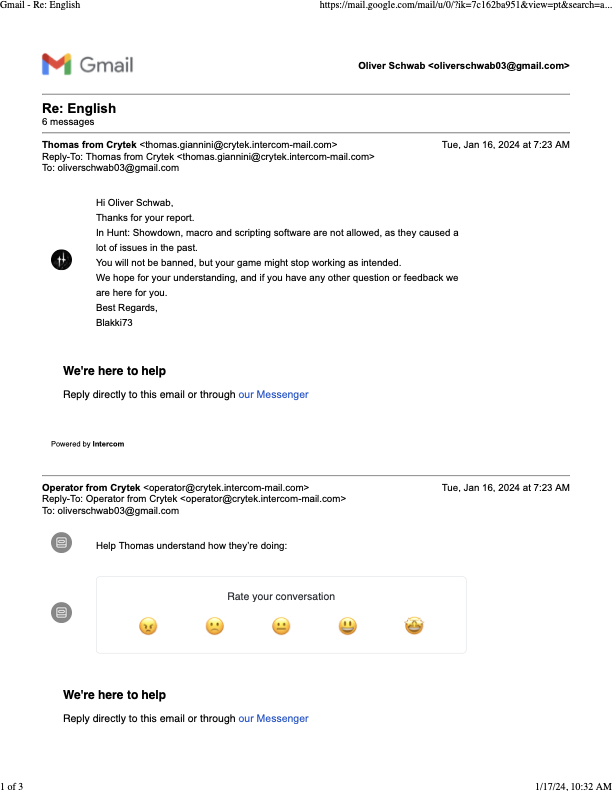 Gmail - Re: English
https://mail.google.com/mail/u/0/?ik=7c162ba951&view=pt&search=a...
Gmail
Oliver Schwab <oliverschwab03@gmail.com>
Re: English
6 messages
Thomas from Crytek <thomas.giannini@crytek.intercom-mail.com>
Tue, Jan 16, 2024 at 7:23 AM
Reply-To: Thomas from Crytek <thomas.giannini@crytek.intercom-mail.com>
To: oliverschwab03@gmail.com
Hi Oliver Schwab,
Thanks for your report.
In Hunt: Showdown, macro and scripting software are not allowed, as they caused a
lot of issues in the past.
You will not be banned, but your game might stop working as intended.
We hope for your understanding, and if you have any other question or feedback we
are here for you.
Best Regards,
Blakki73
We're here to help
Reply directly to this email or through our Messenger
Powered by Intercom
Operator from Crytek <operator@crytek.intercom-mail.com>
Tue, Jan 16, 2024 at 7:23 AM
Reply-To: Operator from Crytek <operator@crytek.intercom-mail.com>
To: oliverschwab03@gmail.com
Help Thomas understand how they're doing:
Rate your conversation
We're here to help
Reply directly to this email or through our Messenger
1 of 3
1/17/24, 10:32 AM